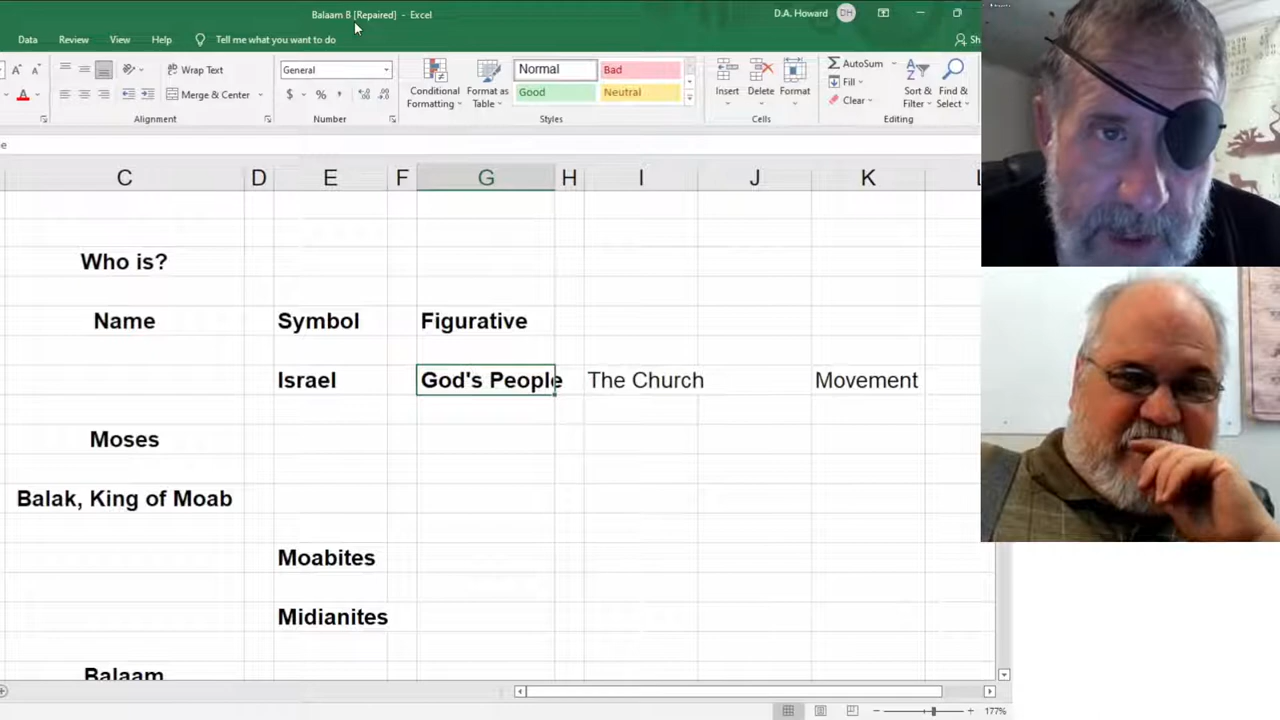 Balaam B [Repaired] - Excel
D.A. Howard DH
Data Review View Help Tell me what you want to do Sh
Wrap Text General Normal Bad AutoSum
Merge & Center $ % , Conditional Formatting Format as Table Good Neutral Insert Delete Format Fill Clear Sort & Filter Find & Select
Alignment Number Styles Cells Editing
C D E F G H I J K L
Who is?
Name Symbol Figurative
Israel God's People The Church Movement
Moses
Balak, King of Moab
Moabites
Midianites
Balaam
177%